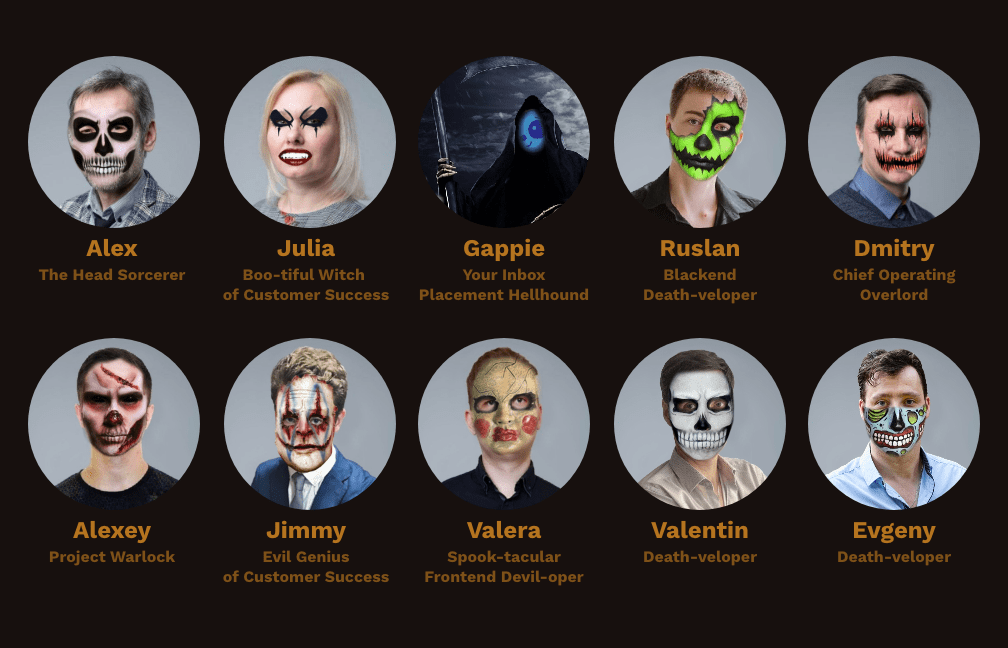 Alex
The Head Sorcerer
Julia
Boo-tiful Witch
of Customer Success
Gappie
Your Inbox
Placement Hellhound
Ruslan
Blackend
Death-veloper
Dmitry
Chief Operating
Overlord
Alexey
Project Warlock
Jimmy
Evil Genius
of Customer Success
Valera
Spook-tacular
Frontend Devil-oper
Valentin
Death-veloper
Evgeny
Death-veloper